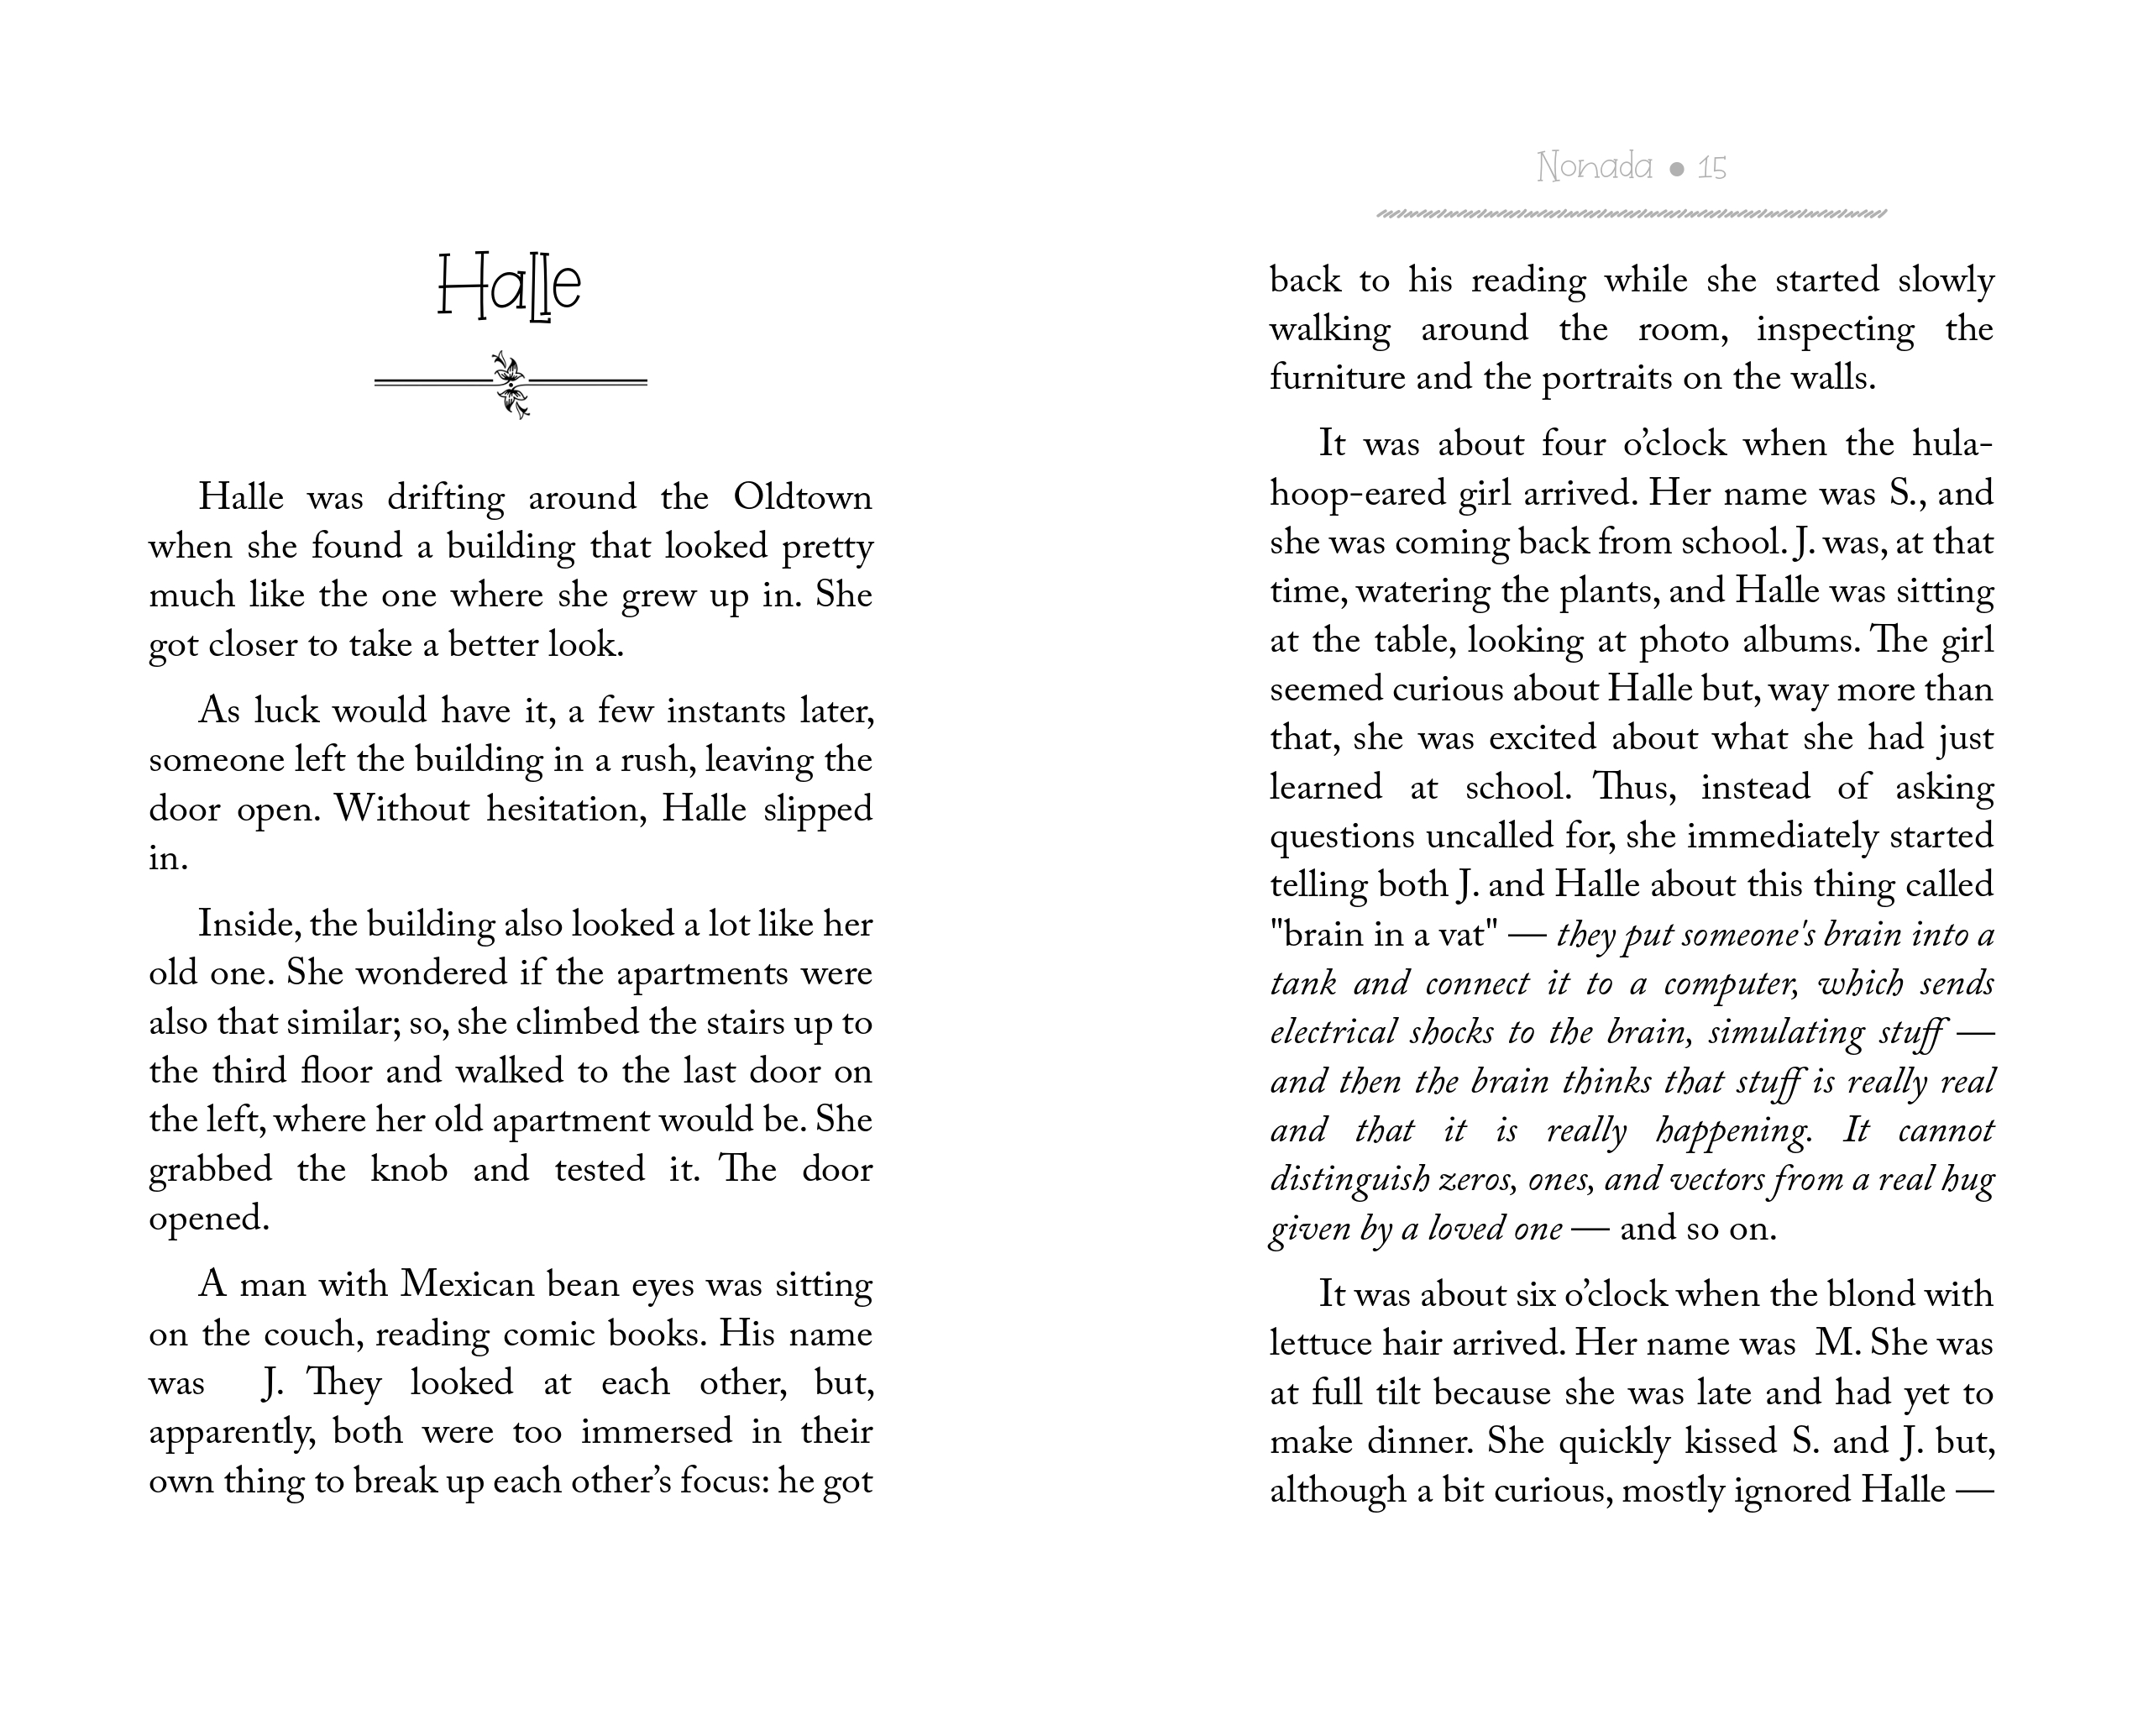 Halle
Halle was drifting around the Oldtown
when she found a building that looked pretty
much like the one where she grew up in. She
got closer to take a better look.
As luck would have it, a few instants later,
someone left the building in a rush, leaving the
door open. Without hesitation, Halle slipped
in.
Inside, the building also looked a lot like her
old one. She wondered if the apartments were
also that similar; so, she climbed the stairs up to
the third floor and walked to the last door on
the left, where her old apartment would be. She
grabbed the knob and tested it. The door
opened.
A man with Mexican bean eyes was sitting
on the couch, reading comic books. His name
was J. They looked at each other, but,
apparently, both were too immersed in their
own thing to break up each other’s focus: he got
Nonada ● 15
back to his reading while she started slowly
walking around the room, inspecting the
furniture and the portraits on the walls.
It was about four o’clock when the hula-
hoop-eared girl arrived. Her name was S., and
she was coming back from school. J. was, at that
time, watering the plants, and Halle was sitting
at the table, looking at photo albums. The girl
seemed curious about Halle but, way more than
that, she was excited about what she had just
learned at school. Thus, instead of asking
questions uncalled for, she immediately started
telling both J. and Halle about this thing called
"brain in a vat" — they put someone's brain into a
tank and connect it to a computer, which sends
electrical shocks to the brain, simulating stuff —
and then the brain thinks that stuff is really real
and that it is really happening. It cannot
distinguish zeros, ones, and vectors from a real hug
given by a loved one — and so on.
It was about six o’clock when the blond with
lettuce hair arrived. Her name was M. She was
at full tilt because she was late and had yet to
make dinner. She quickly kissed S. and J. but,
although a bit curious, mostly ignored Halle —